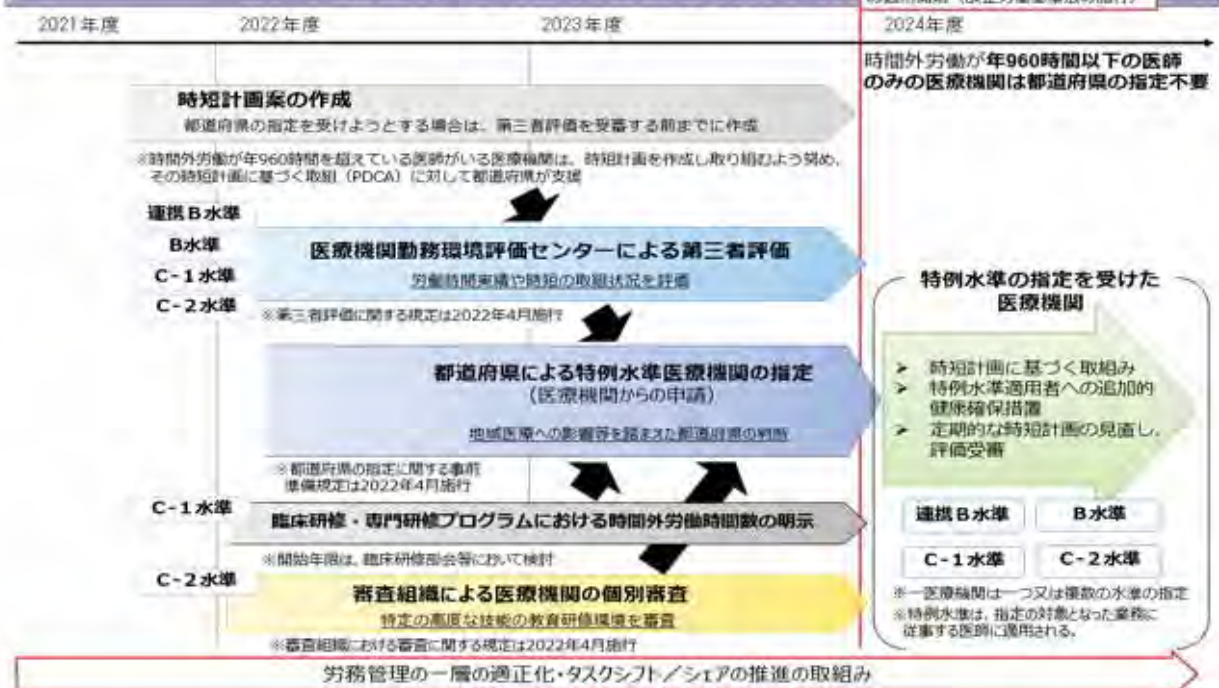 2021年度
2022年度
2023年度
2024年度
時間外労働が年960時間以下の医師
のみの医療機関は都道府県の指定不要
時短計画案の作成
都道府県の指定を受けようとする場合は、第三者評価を受審する前までに作成
※時間外労働が年960時間を超えている医師がいる医療機関は、時短計画を作成し取り組むよう努め、
その時短計画に基づく取組（PDCA）に対して都道府県が支援
連携B水準
B水準
C-1水準
C-2水準
医療機関勤務環境評価センターによる第三者評価
労働時間実績や時短の取組状況を評価
※第三者評価に関する規定は2022年4月施行
都道府県による特例水準医療機関の指定
（医療機関からの申請）
地域医療への影響等を踏まえた都道府県の判断
※都道府県の指定に関する事前
準備規定は2022年4月施行
C-1水準
臨床研修・専門研修プログラムにおける時間外労働時間数の明示
※開始年限は、臨床研修部会等において検討
C-2水準
審査組織による医療機関の個別審査
特定の高度な技能の教育研修環境を審査
※審査組織における審査に関する規定は2022年4月施行
特例水準の指定を受けた
医療機関
➢ 時短計画に基づく取組み
➢ 特例水準適用者への追加的
健康確保措置
➢ 定期的な時短計画の見直し、
評価受審
連携B水準
B水準
C-1水準
C-2水準
※一医療機関は一つ又は複数の水準の指定
※特例水準は、指定の対象となった業務に
従事する医師に適用される。
労務管理の一層の適正化・タスクシフト／シェアの推進の取組み